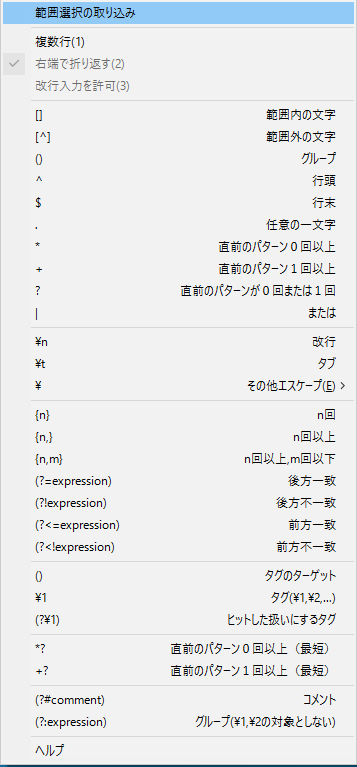 範囲選択の取り込み
複数行(1)
右端で折り返す(2)
改行入力を許可(3)
[] 範囲内の文字
[^] 範囲外の文字
() グループ
^ 行頭
$ 行末
. 任意の一文字
* 直前のパターン０回以上
+ 直前のパターン１回以上
? 直前のパターンが０回または１回
| または
¥n 改行
¥t タブ
¥ その他エスケープ(E)
{n} n回
{n,} n回以上
{n,m} n回以上,m回以下
(?=expression) 後方一致
(?!expression) 後方不一致
(?<=expression) 前方一致
(?<!expression) 前方不一致
() タグのターゲット
¥1 タグ(¥1,¥2,...)
(?¥1) ヒットした扱いにするタグ
*? 直前のパターン０回以上（最短）
+? 直前のパターン１回以上（最短）
(?#comment) コメント
(?:expression) グループ(¥1,¥2の対象としない)
ヘルプ